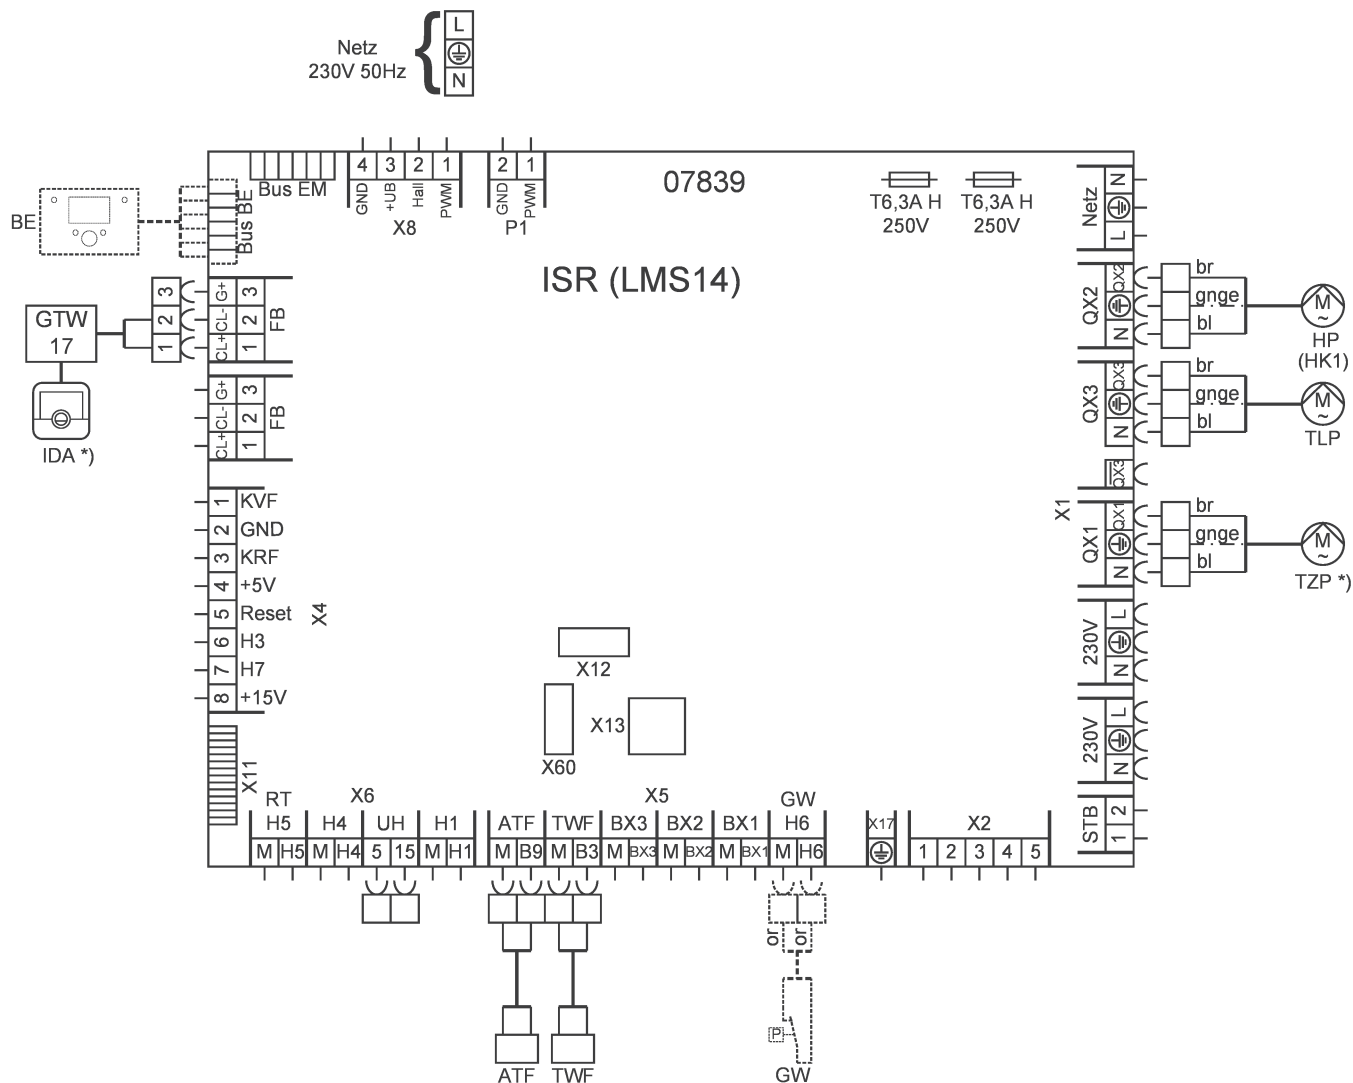 L
Netz
230V 50Hz
N
4 3 2 1
GND +UB Hall PWM
X8
2 1
GND PWM
P1
Bus EM
07839
T6,3A H
250V
T6,3A H
250V
ISR (LMS14)
BE
Bus BE
GTW
17
IDA *)
3 2 1
G+ CL- CL+
3 2 1
FB
G+ CL- CL+
3 2 1
FB
1 KVF
2 GND
3 KRF
4 +5V
5 Reset
6 H3
7 H7
8 +15V
X4
X11
X12
X13
X60
Netz
N
L
QX2
QX2
N
br
gnge
bl
M
~
HP
(HK1)
QX3
QX3
N
br
gnge
bl
M
~
TLP
QX3
X1
QX1
QX1
N
br
gnge
bl
M
~
TZP *)
230V
L
N
230V
L
N
STB
2
1
RT
X6
X5
GW
H5 H4 UH H1 ATF TWF BX3 BX2 BX1 H6 X17 X2
M H5 M H4 5 15 M H1 M B9 M B3 M BX3 M BX2 M BX1 M H6 1 2 3 4 5
or or
P
ATF TWF GW